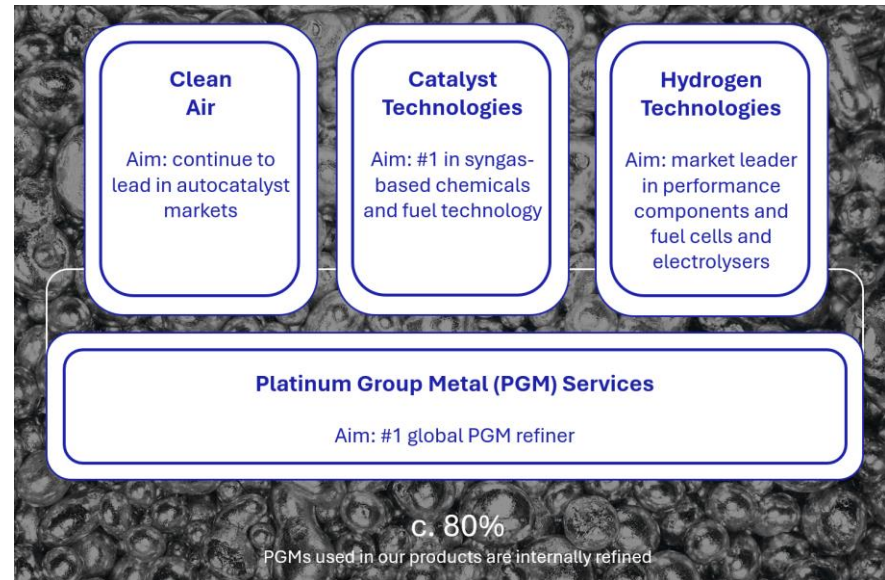 Clean
Air
Aim: continue to
lead in autocatalyst
markets
Catalyst
Technologies
Aim: #1 in syngas-
based chemicals
and fuel technology
Hydrogen
Technologies
Aim: market leader
in performance
components and
fuel cells and
electrolysers
Platinum Group Metal (PGM) Services
Aim: #1 global PGM refiner
c. 80%
PGMs used in our products are internally refined